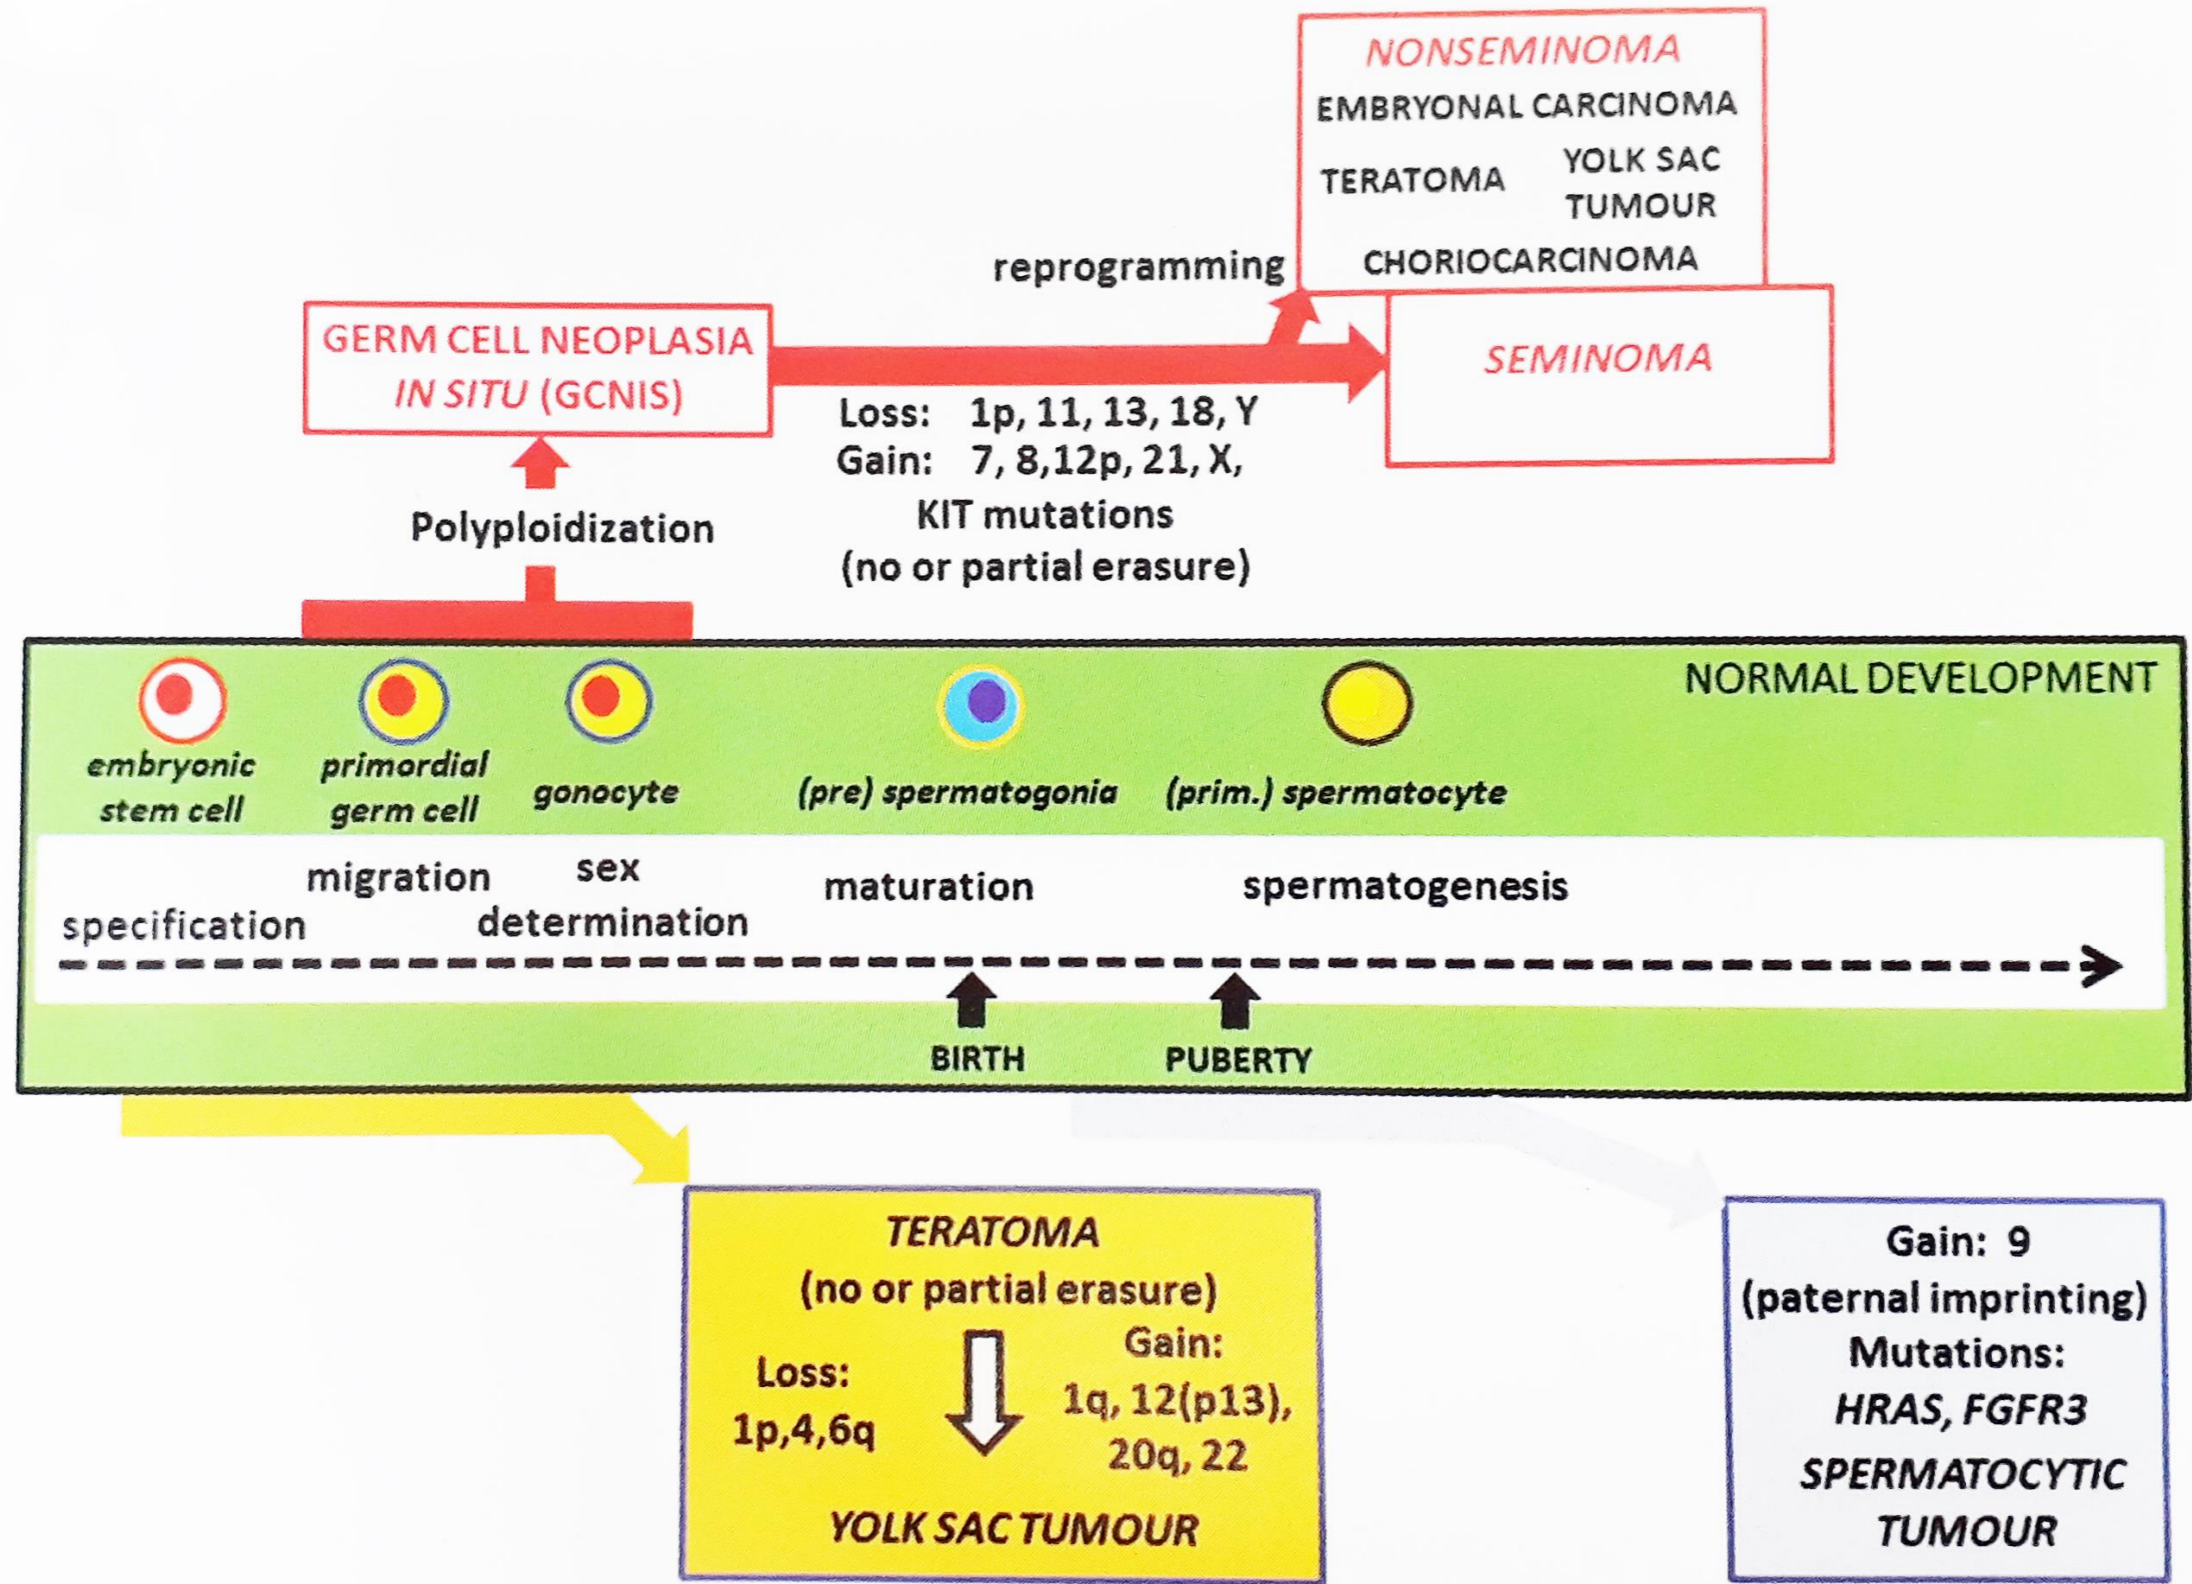 NONSEMINOMA
EMBRYONAL CARCINOMA
TERATOMA
YOLK SAC
TUMOUR
CHORIOCARCINOMA
reprogramming
SEMINOMA
GERM CELL NEOPLASIA
IN SITU (GCNIS)
Loss: 1p, 11, 13, 18, Y
Gain: 7, 8,12p, 21, X,
KIT mutations
(no or partial erasure)
Polyploidization
NORMAL DEVELOPMENT
embryonic
stem cell
primordial
germ cell
gonocyte
(pre) spermatogonia
(prim.) spermatocyte
specification
migration
sex
determination
maturation
spermatogenesis
BIRTH
PUBERTY
TERATOMA
(no or partial erasure)
Loss:
1p,4,6q
Gain:
1q, 12(p13),
20q, 22
YOLK SAC TUMOUR
Gain: 9
(paternal imprinting)
Mutations:
HRAS, FGFR3
SPERMATOCYTIC
TUMOUR